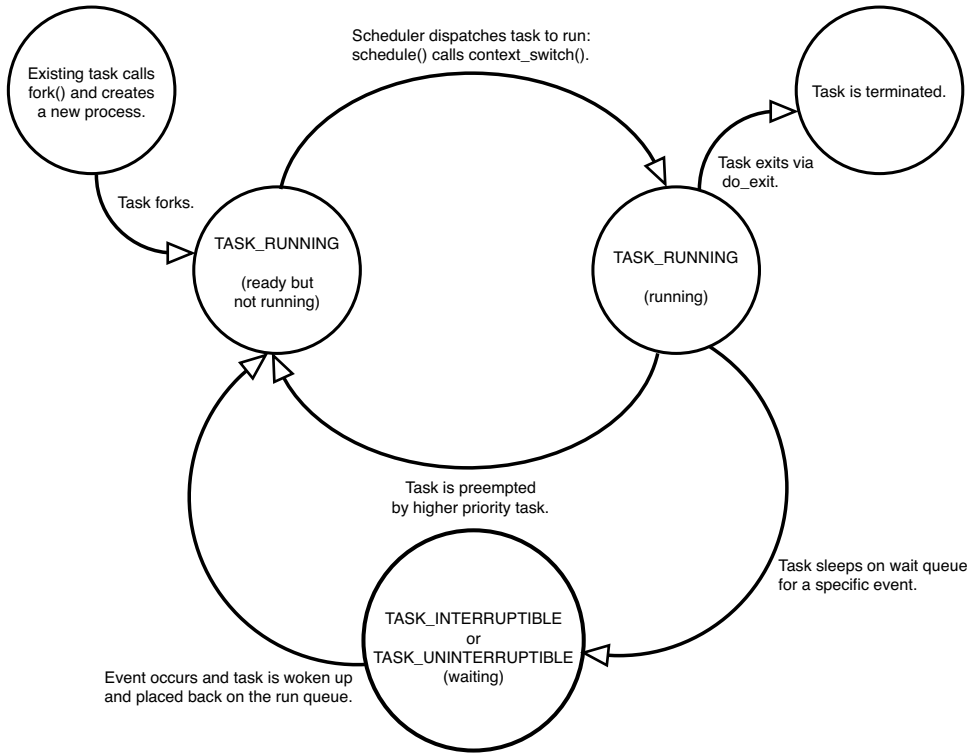 Existing task calls
fork() and creates
a new process.
Scheduler dispatches task to run:
schedule() calls context_switch().
Task is terminated.
Task forks.
Task exits via
do_exit.
TASK_RUNNING
(ready but
not running)
TASK_RUNNING
(running)
Task is preempted
by higher priority task.
Task sleeps on wait queue
for a specific event.
TASK_INTERRUPTIBLE
or
TASK_UNINTERRUPTIBLE
(waiting)
Event occurs and task is woken up
and placed back on the run queue.